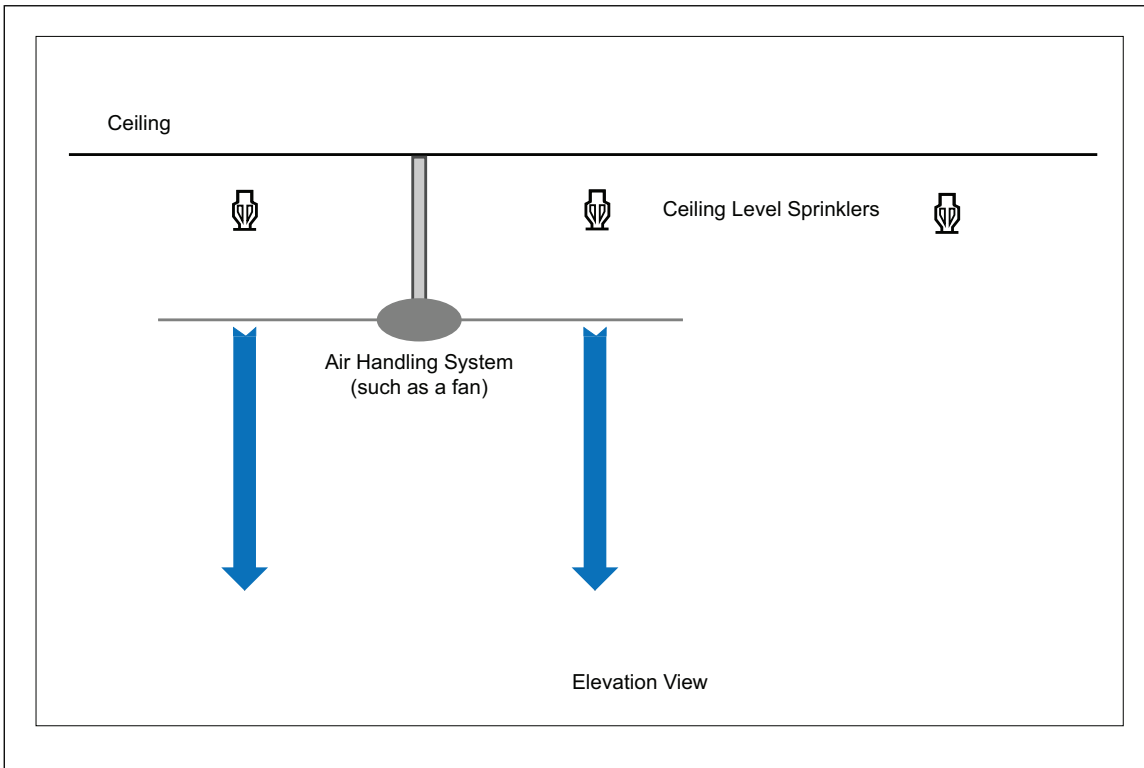 Ceiling
Ceiling Level Sprinklers
Air Handling System
(such as a fan)
Elevation View